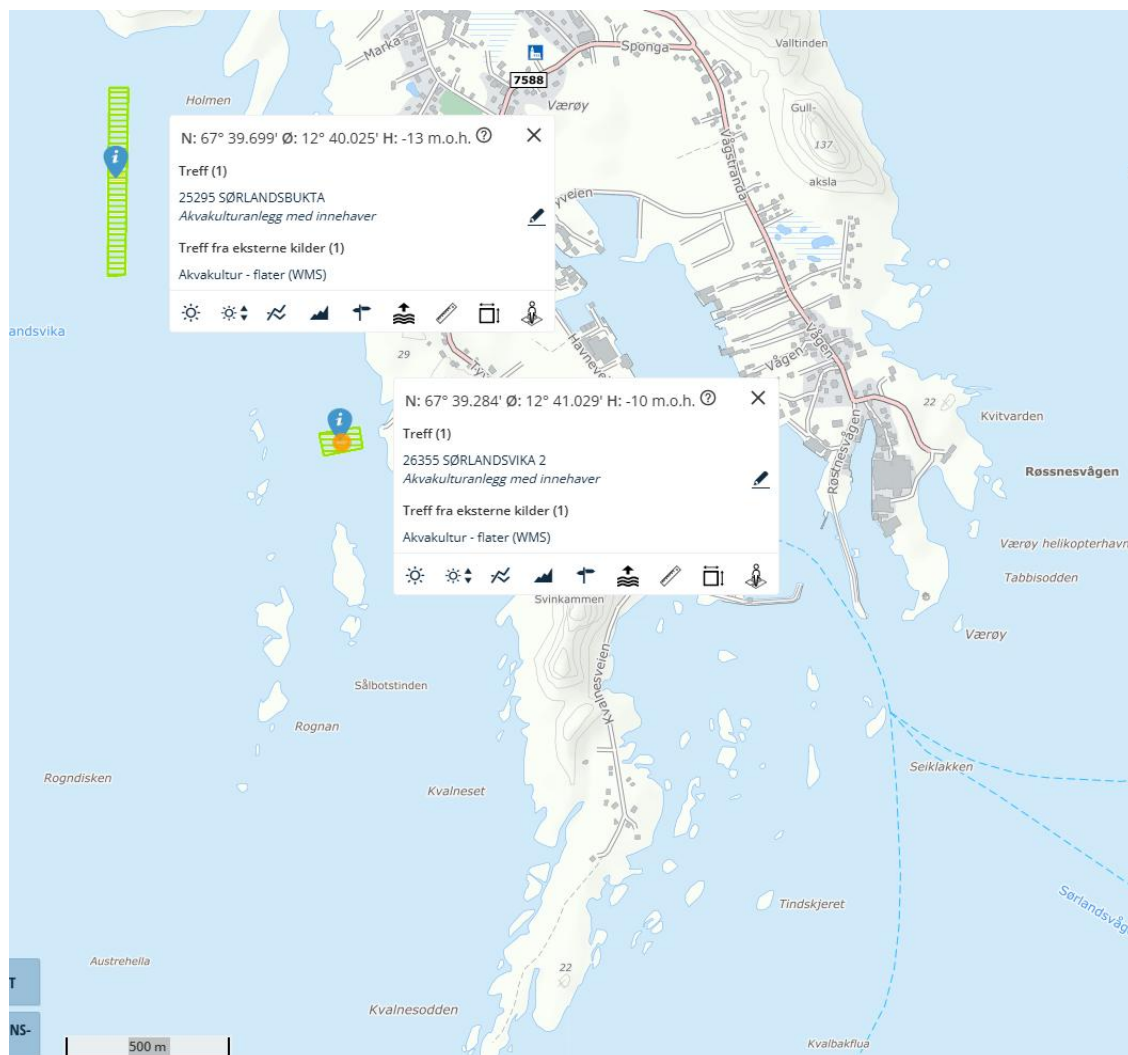 Marka
Sponga
Valltinden
7588
Holmen
Værøy
Gull-
137
aksla
Vågstranda
N: 67° 39.699' Ø: 12° 40.025' H: -13 m.o.h.
Treff (1)
25295 SØRLANDSBUKTA
Akvakulturanlegg med innehaver
Treff fra eksterne kilder (1)
Akvakultur - flater (WMS)
yveien
andsvika
29
Tyv
Havnevei
Vågen
Vågen
22
Kvitvarden
Røstnesvågen
Røssnesvågen
N: 67° 39.284' Ø: 12° 41.029' H: -10 m.o.h.
Treff (1)
26355 SØRLANDSVIKA 2
Akvakulturanlegg med innehaver
Treff fra eksterne kilder (1)
Akvakultur - flater (WMS)
Værøy helikopterhavn
Tabbisodden
Svinkammen
Værøy
Kvalnesveien
Sålbotstinden
Rognan
Rogndisken
Kvalneset
Seiklakken
Tindskjeret
Sørlandsvåg
Austrehella
22
T
Kvalnesodden
NS-
500 m
Kvalbakflua